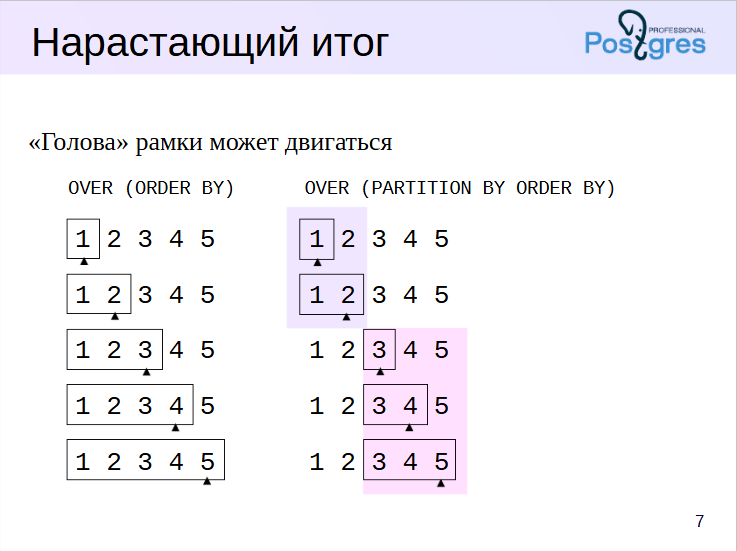 Нарастающий итог
PROFESSIONAL
Postgres
«Голова» рамки может двигаться
OVER (ORDER BY)
1 2 3 4 5
1 2 3 4 5
1 2 3 4 5
1 2 3 4 5
1 2 3 4 5
OVER (PARTITION BY ORDER BY)
1 2 3 4 5
1 2 3 4 5
1 2 3 4 5
1 2 3 4 5
1 2 3 4 5
7